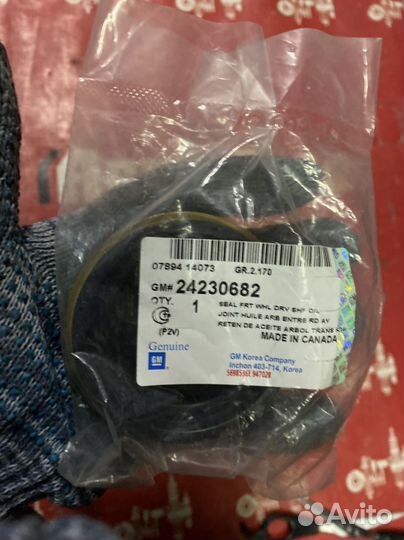 07894 14073 GR.2.170
GM# 24230682
QTY. 1
SEAL FRT WHL DRV SHF OIL
JOINT HUILE ARB ENTRE RD AV
(P2V)
RETEN DE ACEITE ARBOL TRANS
MADE IN CANADA
Genuine
GM
GM Korea Company
Inchon 403-714, Korea
Avito